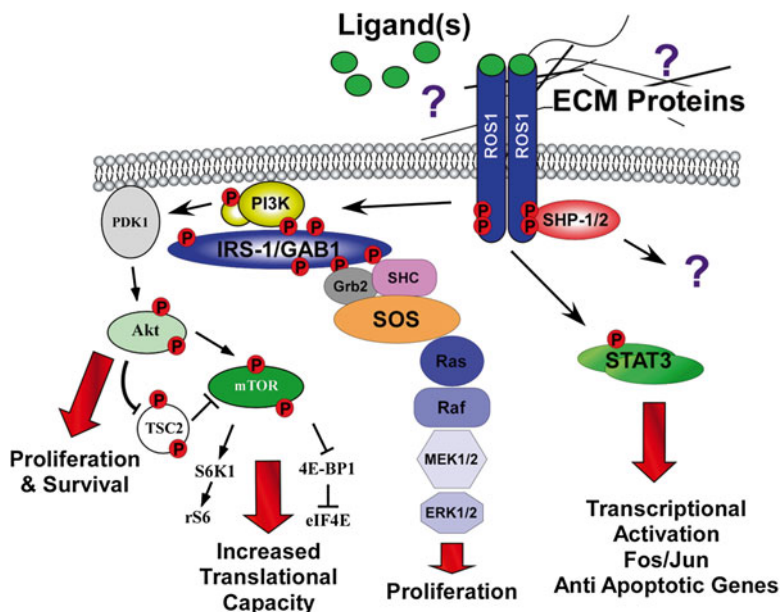 Ligand(s)
?
?
ECM Proteins
ROS1
ROS1
P
PI3K
PDK1
P
P
P
P
P
P
P
SHP-1/2
P
IRS-1/GAB1
P
P
P
Grb2
SHC
?
SOS
P
Akt
P
P
STAT3
P
mTOR
P
Ras
P
TSC2
P
Raf
Proliferation
& Survival
S6K1
4E-BP1
MEK1/2
rS6
eIF4E
ERK1/2
Increased
Translational
Capacity
Proliferation
Transcriptional
Activation
Fos/Jun
Anti Apoptotic Genes